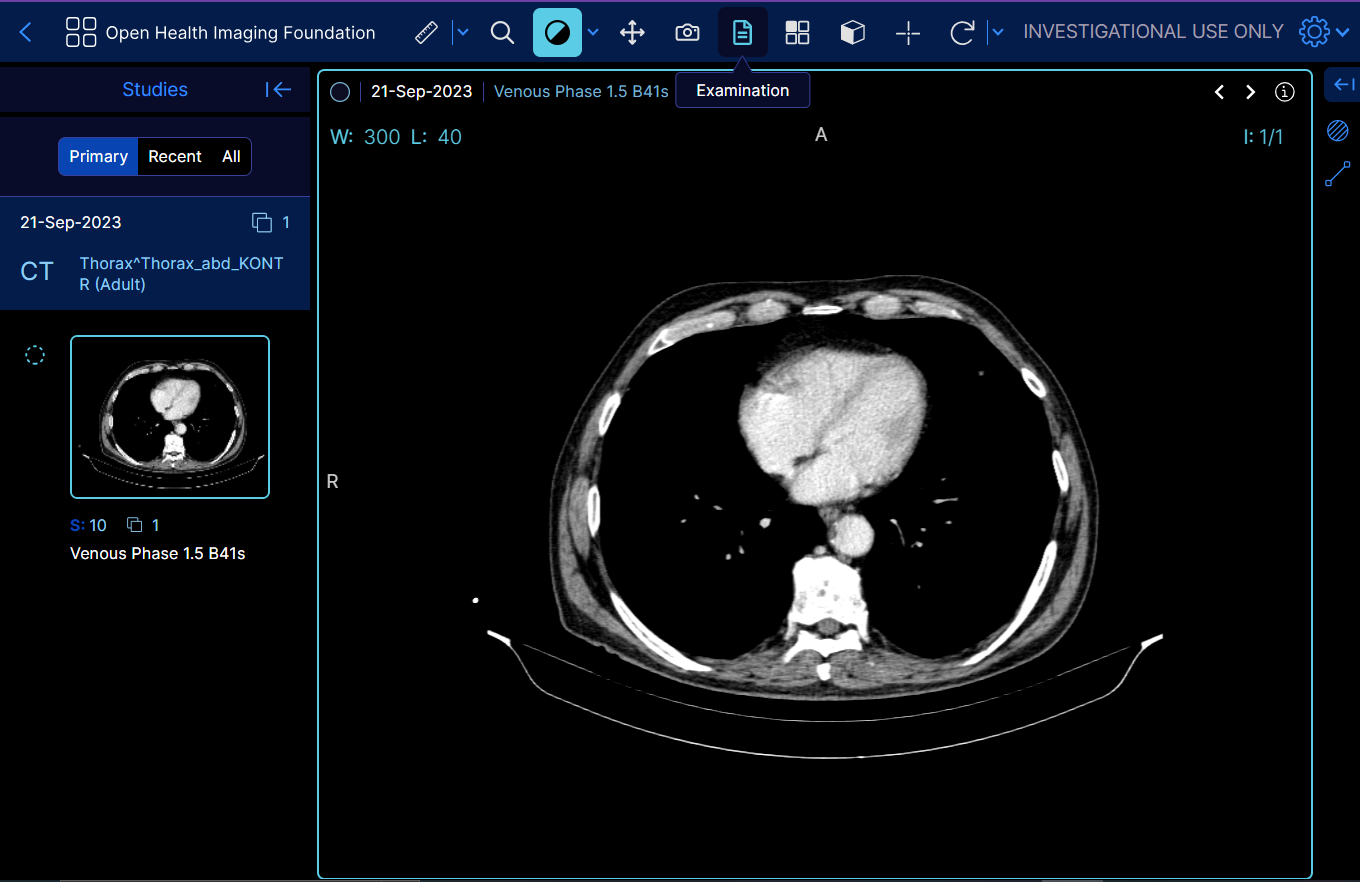 Open Health Imaging Foundation
INVESTIGATIONAL USE ONLY
Studies
21-Sep-2023
Venous Phase 1.5 B41s
Examination
W: 300 L: 40
A
I: 1/1
Primary
Recent
All
21-Sep-2023
1
CT
Thorax^Thorax_abd_KONT
R (Adult)
R
S: 10
1
Venous Phase 1.5 B41s